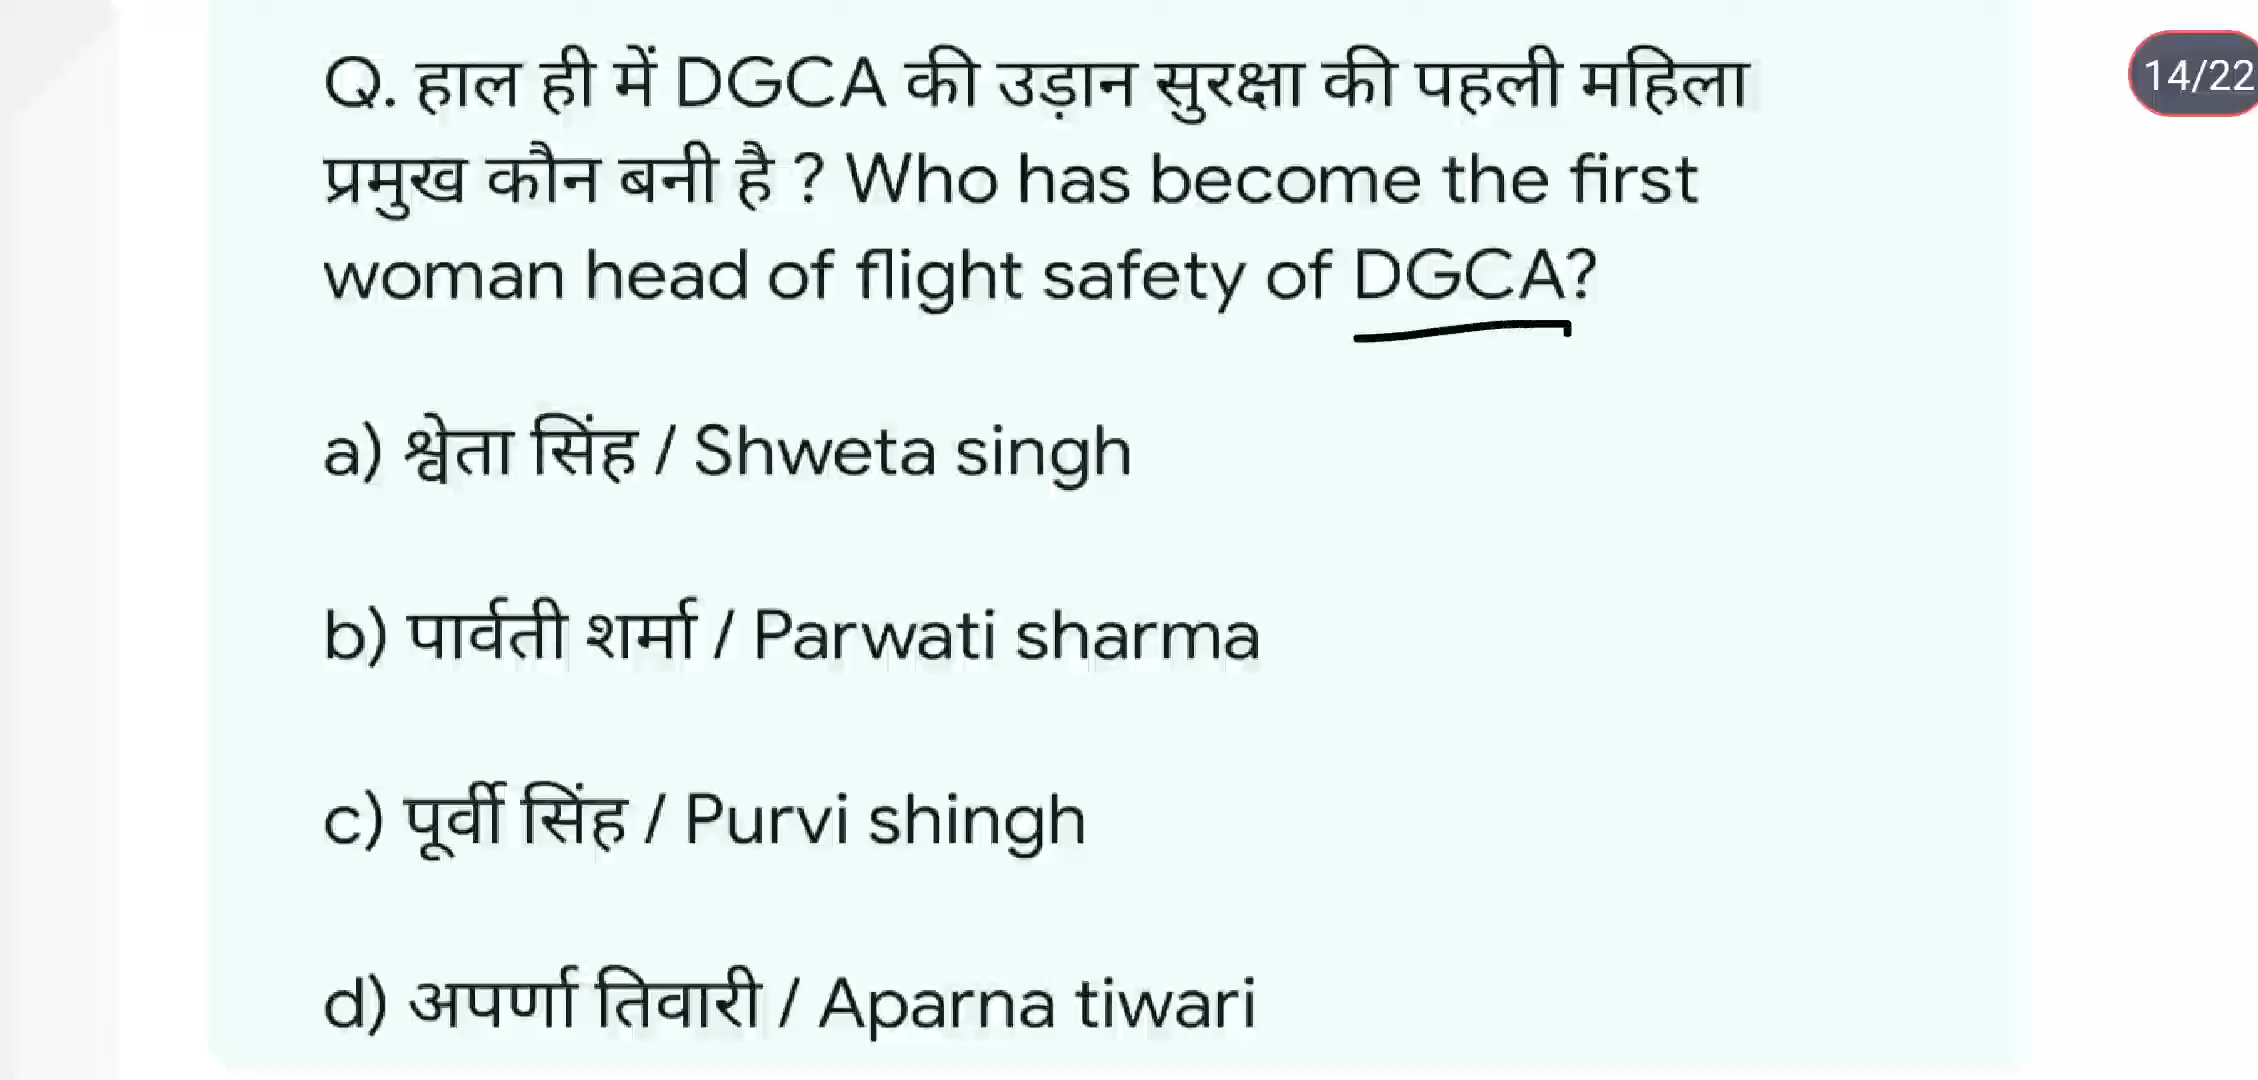 Q. हाल ही में DGCA की उड़ान सुरक्षा की पहली महिला
14/22
प्रमुख कौन बनी है ? Who has become the first
woman head of flight safety of DGCA?
a) श्वेता सिंह / Shweta singh
b) पार्वती शर्मा / Parwati sharma
c) पूर्वी सिंह / Purvi shingh
d) अपर्णा तिवारी / Aparna tiwari